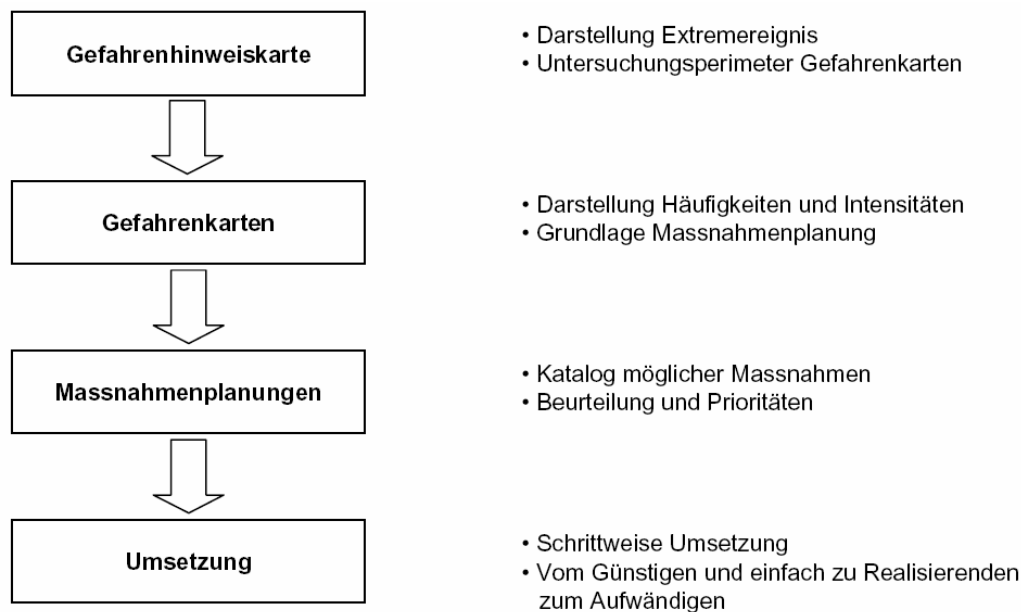 Gefahrenhinweiskarte
• Darstellung Extremereignis
• Untersuchungsperimeter Gefahrenkarten
Gefahrenkarten
• Darstellung Häufigkeiten und Intensitäten
• Grundlage Massnahmenplanung
Massnahmenplanungen
• Katalog möglicher Massnahmen
• Beurteilung und Prioritäten
Umsetzung
• Schrittweise Umsetzung
• Vom Günstigen und einfach zu Realisierenden
zum Aufwändigen